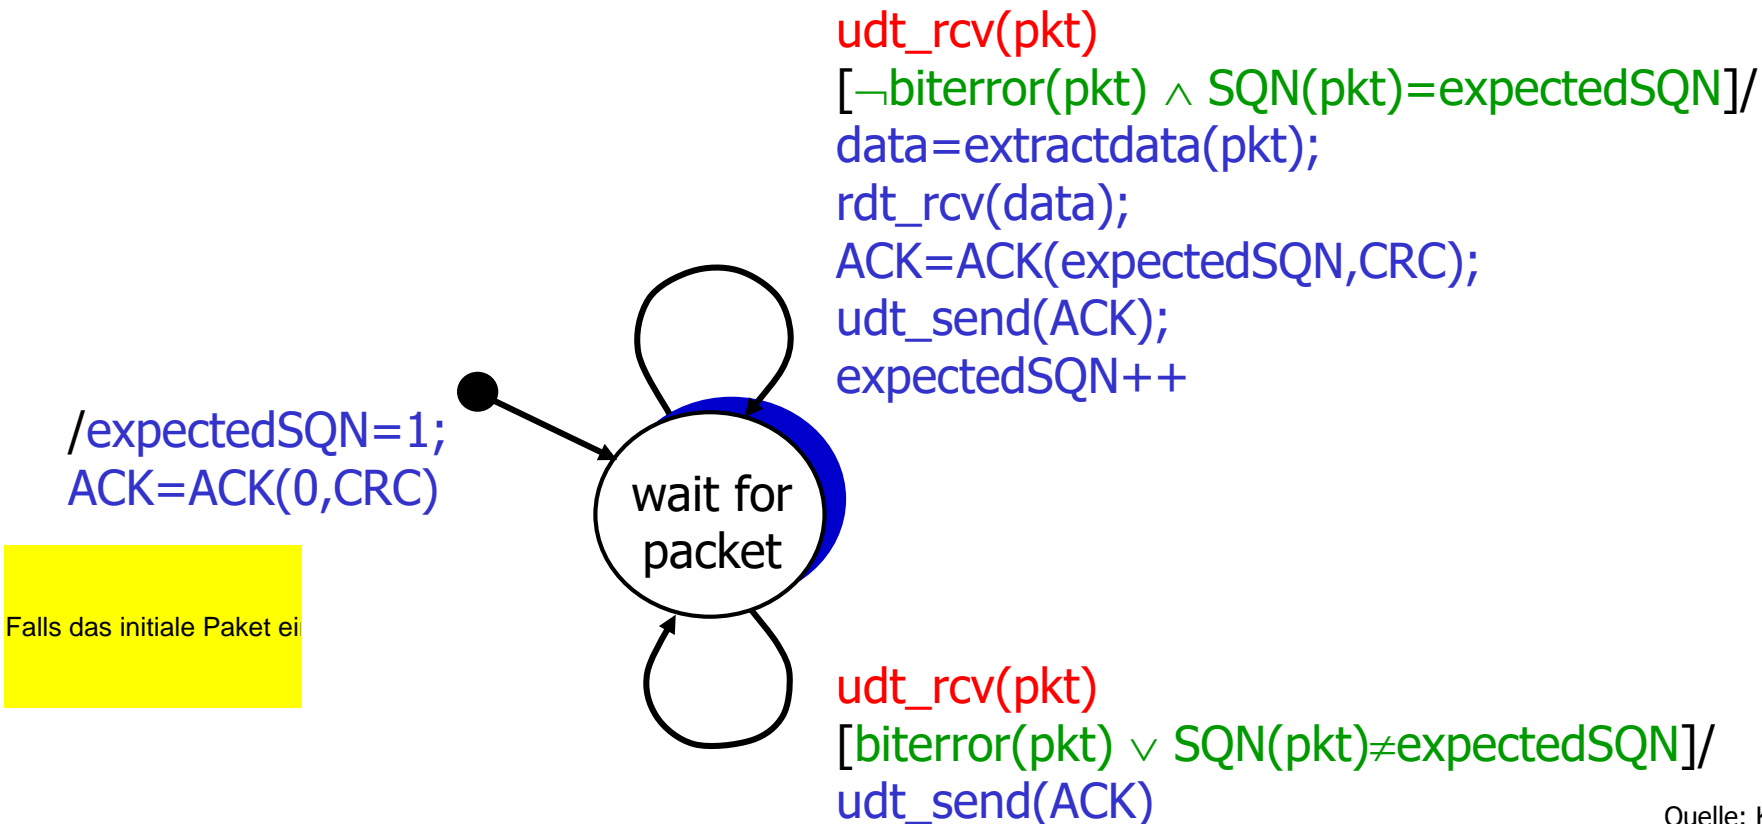 udt_rcv(pkt)
[¬biterror(pkt) ∧ SQN(pkt)=expectedSQN]/
data=extractdata(pkt);
rdt_rcv(data);
ACK=ACK(expectedSQN,CRC);
udt_send(ACK);
expectedSQN++
/expectedSQN=1;
ACK=ACK(0,CRC)
wait for
packet
Falls das initiale Paket
udt_rcv(pkt)
[biterror(pkt) ∨ SQN(pkt)≠expectedSQN]/
udt_send(ACK)
Quelle: